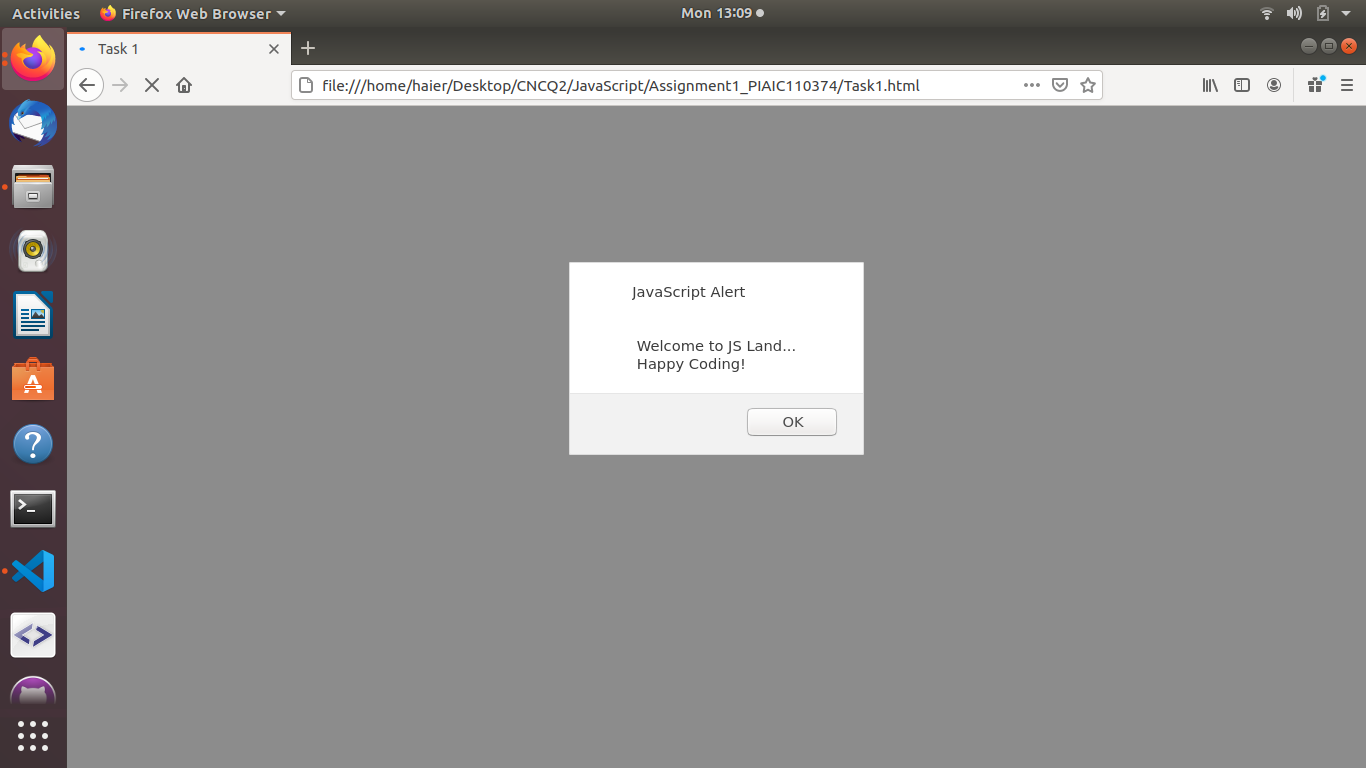 Activities
Firefox Web Browser
Mon 13:09
Task 1
file:///home/haier/Desktop/CNCQ2/JavaScript/Assignment1_PIAIC110374/Task1.html
JavaScript Alert
Welcome to JS Land...
Happy Coding!
OK